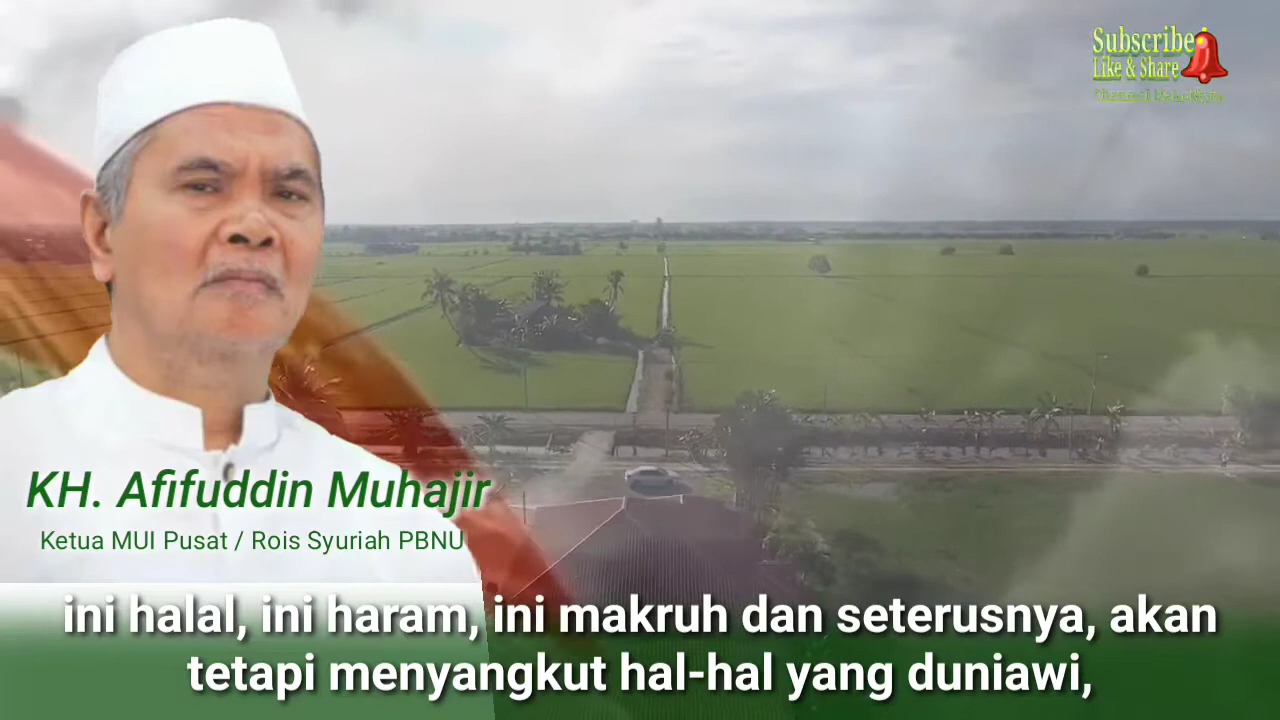 Subscribe
Like & Share
KH. Afifuddin Muhajir
Ketua MUI Pusat / Rois Syuriah PBNU
ini halal, ini haram, ini makruh dan seterusnya, akan
tetapi menyangkut hal-hal yang duniawi,